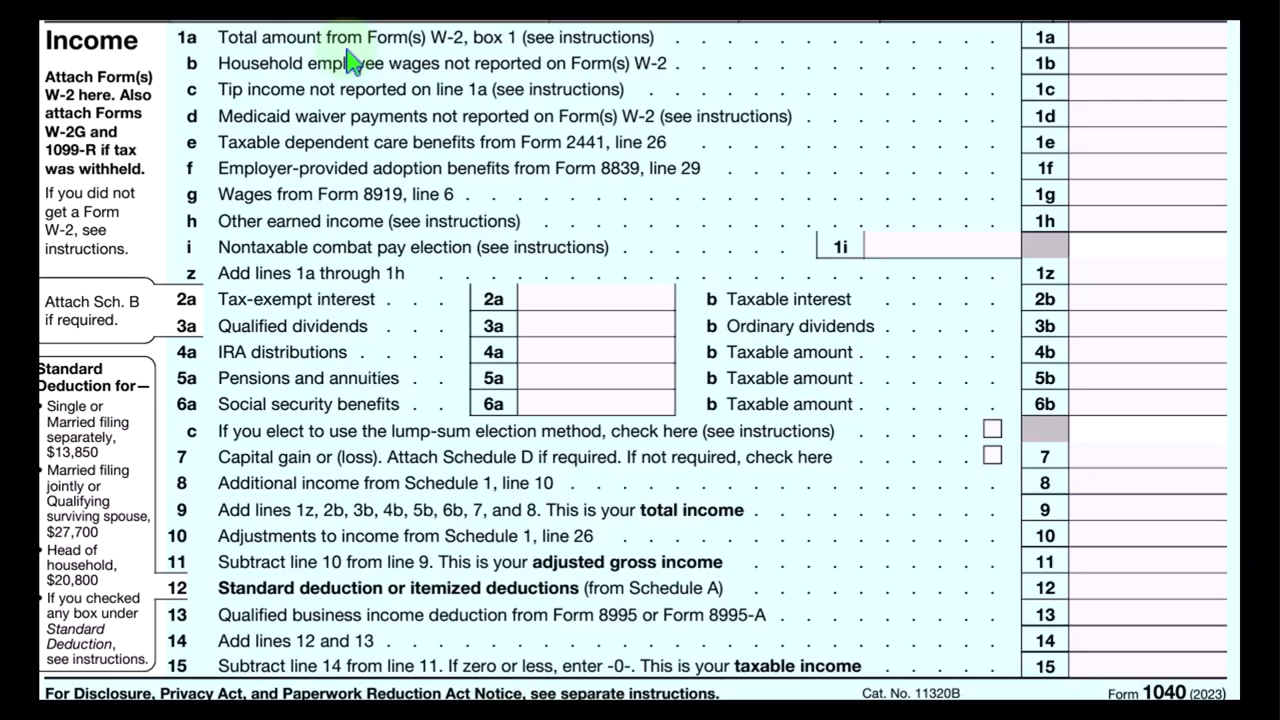 Income
Attach Form(s)
W-2 here. Also
attach Forms
W-2G and
1099-R if tax
was withheld.
If you did not
get a Form
W-2, see
instructions.
Attach Sch. B
if required.
Standard
Deduction for—
• Single or
Married filing
separately,
$13,850
• Married filing
jointly or
Qualifying
surviving spouse,
$27,700
• Head of
household,
$20,800
• If you checked
any box under
Standard
Deduction,
see instructions.
1a Total amount from Form(s) W-2, box 1 (see instructions) . . . . . . . . . . . . . 1a
b Household employee wages not reported on Form(s) W-2 . . . . . . . . . . . . . 1b
c Tip income not reported on line 1a (see instructions) . . . . . . . . . . . . . . 1c
d Medicaid waiver payments not reported on Form(s) W-2 (see instructions) . . . . . . . . 1d
e Taxable dependent care benefits from Form 2441, line 26 . . . . . . . . . . . . 1e
f Employer-provided adoption benefits from Form 8839, line 29 . . . . . . . . . . . 1f
g Wages from Form 8919, line 6 . . . . . . . . . . . . . . . . . . . . 1g
h Other earned income (see instructions) . . . . . . . . . . . . . . . . . 1h
i Nontaxable combat pay election (see instructions) . . . . . . . 1i
z Add lines 1a through 1h . . . . . . . . . . . . . . . . . . . . . 1z
2a Tax-exempt interest . . . 2a b Taxable interest . . . . . 2b
3a Qualified dividends . . . 3a b Ordinary dividends . . . . . 3b
4a IRA distributions . . . . 4a b Taxable amount . . . . . . 4b
5a Pensions and annuities . . 5a b Taxable amount . . . . . . 5b
6a Social security benefits . . 6a b Taxable amount . . . . . . 6b
c If you elect to use the lump-sum election method, check here (see instructions) . . . . .
7 Capital gain or (loss). Attach Schedule D if required. If not required, check here . . . . . 7
8 Additional income from Schedule 1, line 10 . . . . . . . . . . . . . . . . 8
9 Add lines 1z, 2b, 3b, 4b, 5b, 6b, 7, and 8. This is your total income . . . . . . . . . . 9
10 Adjustments to income from Schedule 1, line 26 . . . . . . . . . . . . . . 10
11 Subtract line 10 from line 9. This is your adjusted gross income . . . . . . . . . . 11
12 Standard deduction or itemized deductions (from Schedule A) . . . . . . . . . . 12
13 Qualified business income deduction from Form 8995 or Form 8995-A . . . . . . . . . 13
14 Add lines 12 and 13 . . . . . . . . . . . . . . . . . . . . . . 14
15 Subtract line 14 from line 11. If zero or less, enter -0-. This is your taxable income . . . . . 15
For Disclosure, Privacy Act, and Paperwork Reduction Act Notice, see separate instructions. Cat. No. 11320B Form 1040 (2023)